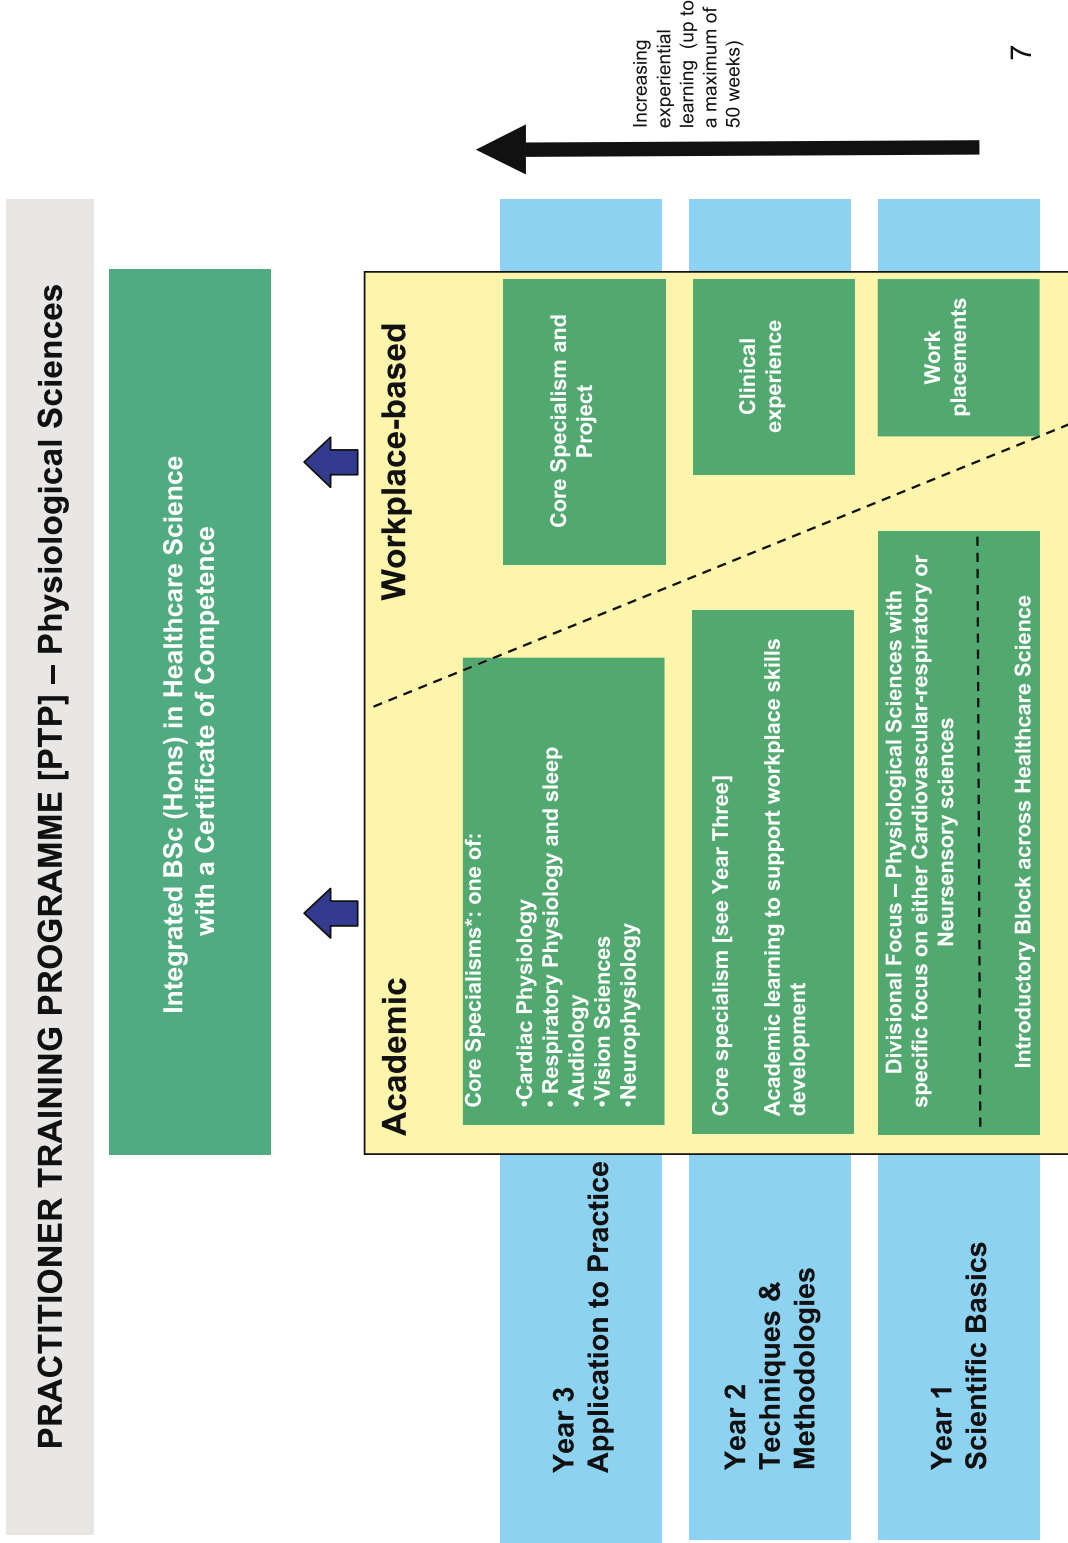 PRACTITIONER TRAINING PROGRAMME [PTP] – Physiological Sciences
Integrated BSc (Hons) in Healthcare Science
with a Certificate of Competence
Academic
Workplace-based
Year 3
Application to Practice
Core Specialisms*: one of:
•Cardiac Physiology
• Respiratory Physiology and sleep
•Audiology
•Vision Sciences
•Neurophysiology
Core Specialism and
Project
Year 2
Techniques &
Methodologies
Core specialism [see Year Three]
Academic learning to support workplace skills
development
Clinical
experience
Year 1
Scientific Basics
Divisional Focus – Physiological Sciences with
specific focus on either Cardiovascular-respiratory or
Neursensory sciences
Introductory Block across Healthcare Science
Work
placements
Increasing
experiential
learning (up to
a maximum of
50 weeks)
7